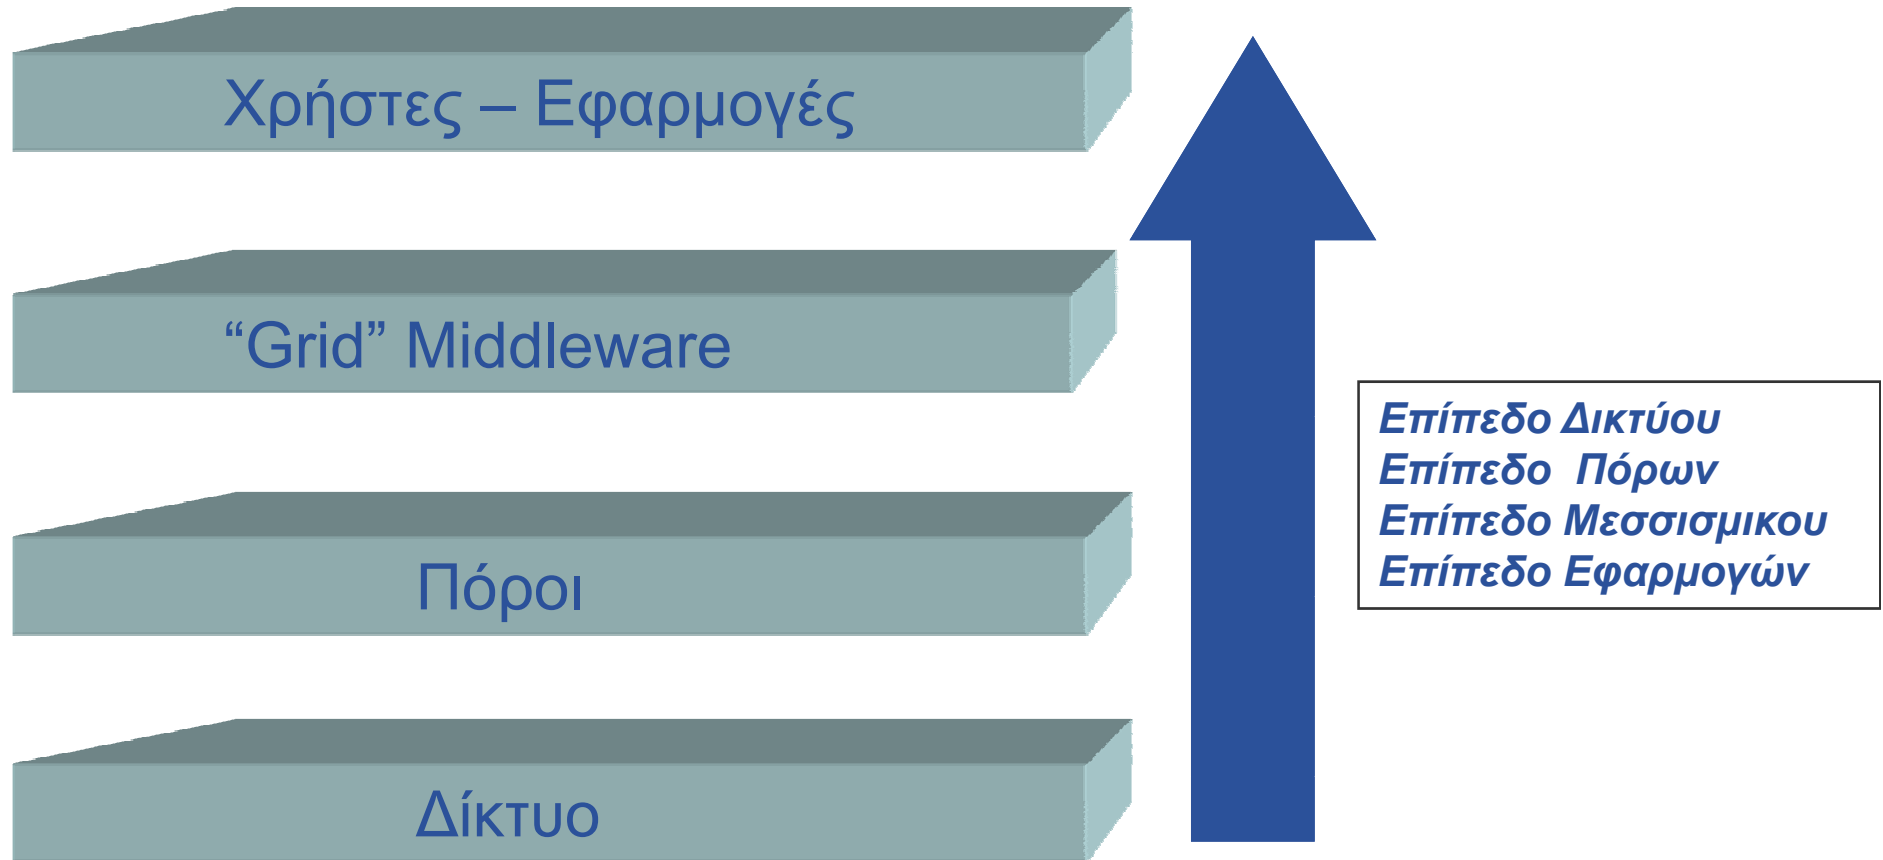 Χρήστες – Εφαρμογές
“Grid” Middleware
Πόροι
Δίκτυο
Επίπεδο Δικτύου
Επίπεδο Πόρων
Επίπεδο Μεσσισμικου
Επίπεδο Εφαρμογών